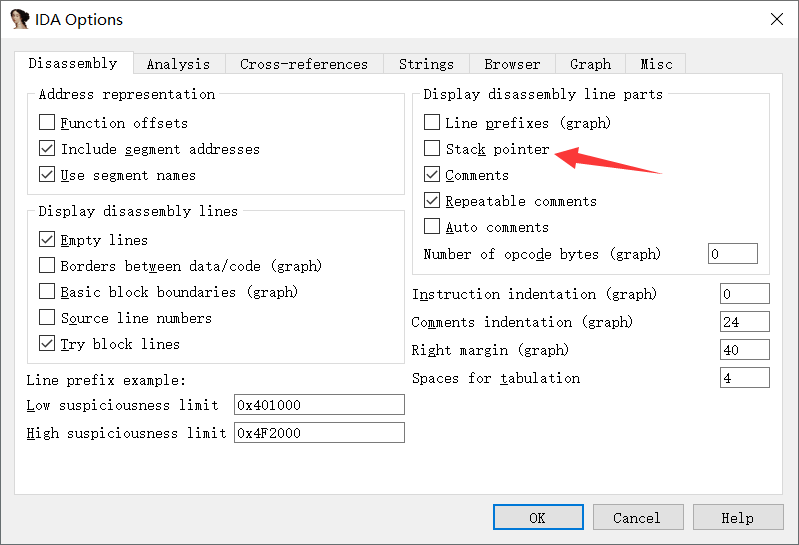 IDA Options
Disassembly Analysis Cross-references Strings Browser Graph Misc
Address representation
Function offsets
Include segment addresses
Use segment names
Display disassembly lines
Empty lines
Borders between data/code (graph)
Basic block boundaries (graph)
Source line numbers
Try block lines
Line prefix example:
Low suspiciousness limit 0x401000
High suspiciousness limit 0x4F2000
Display disassembly line parts
Line prefixes (graph)
Stack pointer
Comments
Repeatable comments
Auto comments
Number of opcode bytes (graph) 0
Instruction indentation (graph) 0
Comments indentation (graph) 24
Right margin (graph) 40
Spaces for tabulation 4
OK Cancel Help